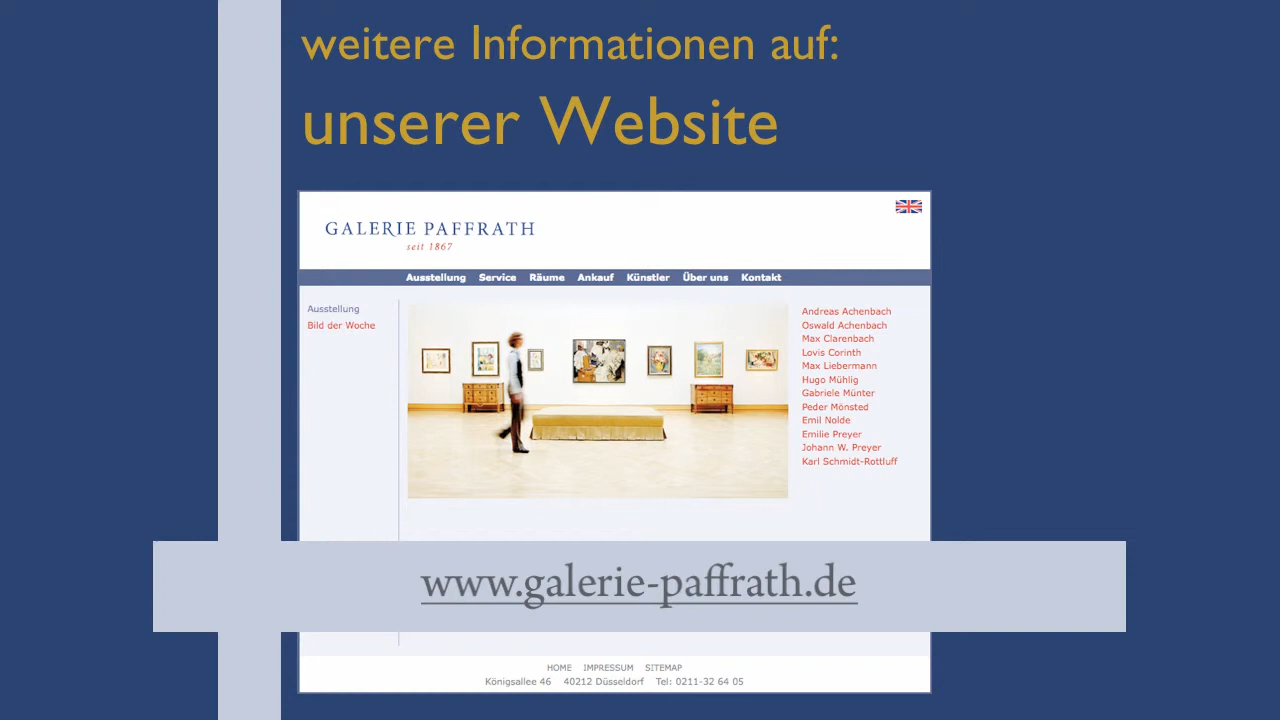 weitere Informationen auf:
unserer Website
GALERIE PAFFRATH
seit 1867
Ausstellung Service Räume Ankauf Künstler Über uns Kontakt
Ausstellung
Bild der Woche
Andreas Achenbach
Oswald Achenbach
Max Clarenbach
Lovis Corinth
Max Liebermann
Hugo Mühlig
Gabriele Münter
Peder Mönsted
Emil Nolde
Emilie Preyer
Johann W. Preyer
Karl Schmidt-Rottluff
www.galerie-paffrath.de
HOME IMPRESSUM SITEMAP
Königsallee 46 40212 Düsseldorf Tel: 0211-32 64 05